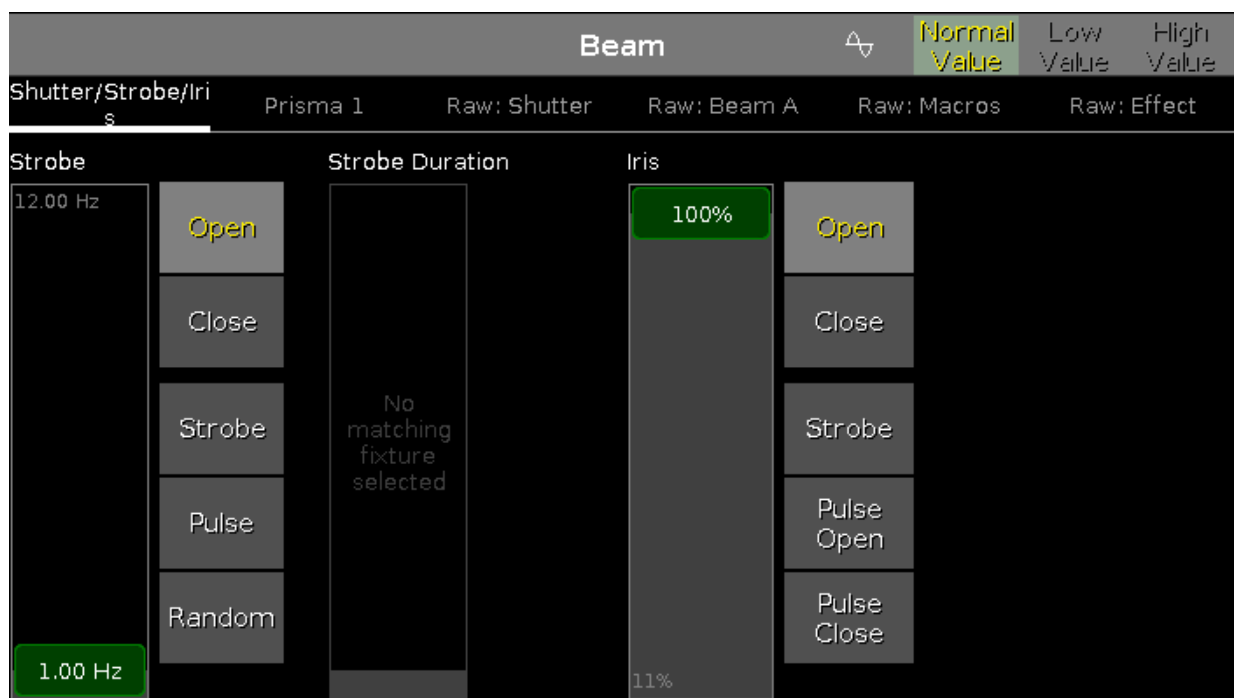 Beam
Normal
Value
Low
Value
High
Value
Shutter/Strobe/Iri
s
Prisma 1
Raw: Shutter
Raw: Beam A
Raw: Macros
Raw: Effect
Strobe
Strobe Duration
Iris
12.00 Hz
Open
Close
Strobe
Pulse
Random
1.00 Hz
No
matching
fixture
selected
100%
11%
Open
Close
Strobe
Pulse
Open
Pulse
Close